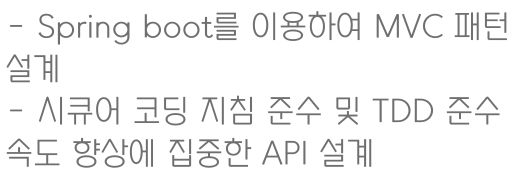 - Spring boot를 이용하여 MVC 패턴
설계
- 시큐어 코딩 지침 준수 및 TDD 준수
속도 향상에 집중한 API 설계